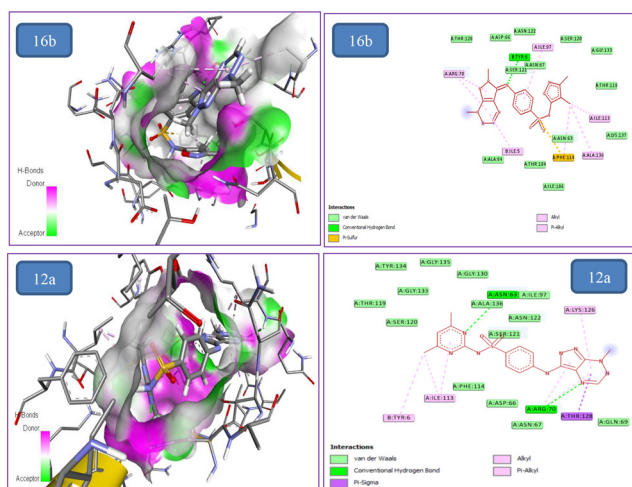 16b
H-Bonds
Donor
Acceptor
16b
A:ASN:122
A:THR:128
A:ASP:66
A:ILE:97
A:SER:120
B:TYR:6
A:GLY:133
A:ASN:67
A:SER:121
A:ARG:70
A:THR:119
A:ILE:113
A:ASN:63
A:LYS:137
B:ILE:5
A:PHE:114
A:ALA:136
A:ALA:64
A:ILE:186
Interactions
van der Waals
Conventional Hydrogen Bond
Pi-Sulfur
Alkyl
Pi-Alkyl
12a
H-Bonds
Donor
Acceptor
12a
A:TYR:134
A:GLY:135
A:GLY:130
A:GLY:133
A:ASN:63
A:ILE:97
A:THR:119
A:ALA:136
A:LYS:126
A:SER:120
A:ASN:122
A:SER:121
A:PHE:114
A:ILE:113
A:ASP:66
A:ARG:70
B:TYR:6
A:THR:128
A:ASN:67
A:GLN:69
Interactions
van der Waals
Conventional Hydrogen Bond
Pi-Sigma
Alkyl
Pi-Alkyl